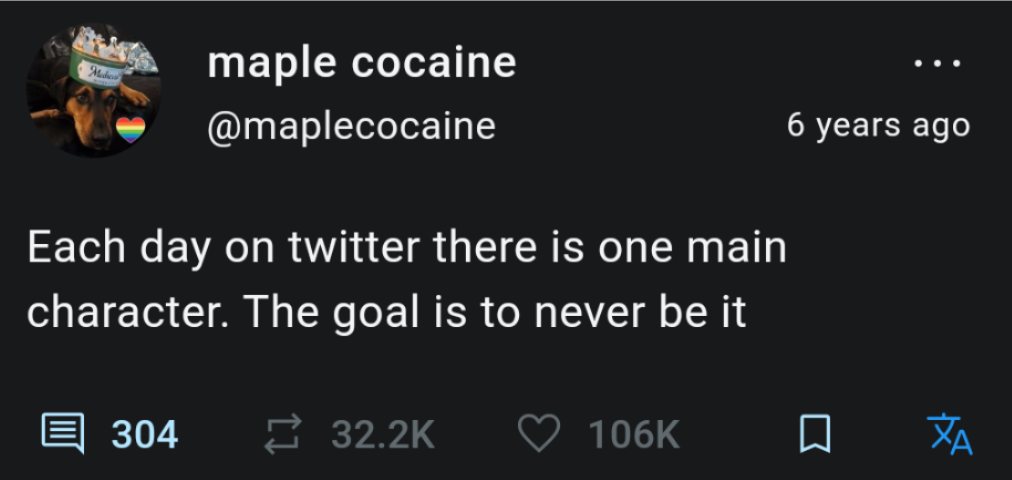 maple cocaine
@maplecocaine
6 years ago
Each day on twitter there is one main
character. The goal is to never be it
304
32.2K
106K